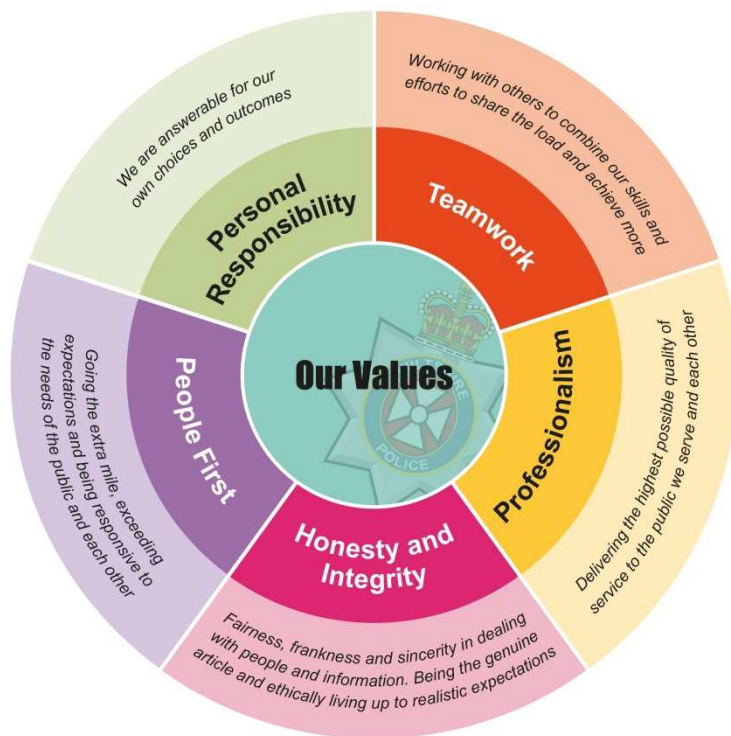 Our Values
POLICE
Teamwork
Working with others to combine our skills and
efforts to share the load and achieve more
Professionalism
Delivering the highest possible quality of
service to the public we serve and each other
Honesty and
Integrity
Fairness, frankness and sincerity in dealing
with people and information. Being the genuine
article and ethically living up to realistic expectations
People First
Going the extra mile, exceeding
expectations and being responsive to
the needs of the public and each other
Personal
Responsibility
We are answerable for our
own choices and outcomes